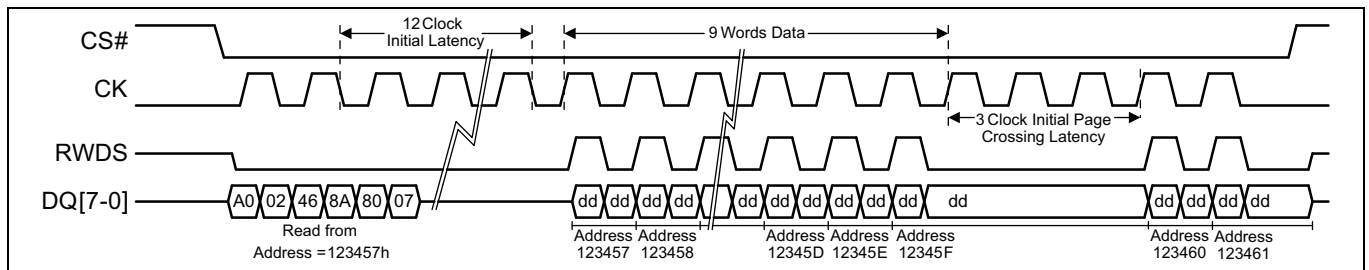 12 Clock
Initial Latency
9 Words Data
CS#
CK
3 Clock Initial Page
Crossing Latency
RWDS
DQ[7-0]
A0 02 46 8A 80 07
dd dd dd dd dd dd dd dd dd dd dd dd dd dd dd
Read from
Address =123457h
Address
123457
Address
123458
Address
12345D
Address
12345E
Address
12345F
Address
123460
Address
123461